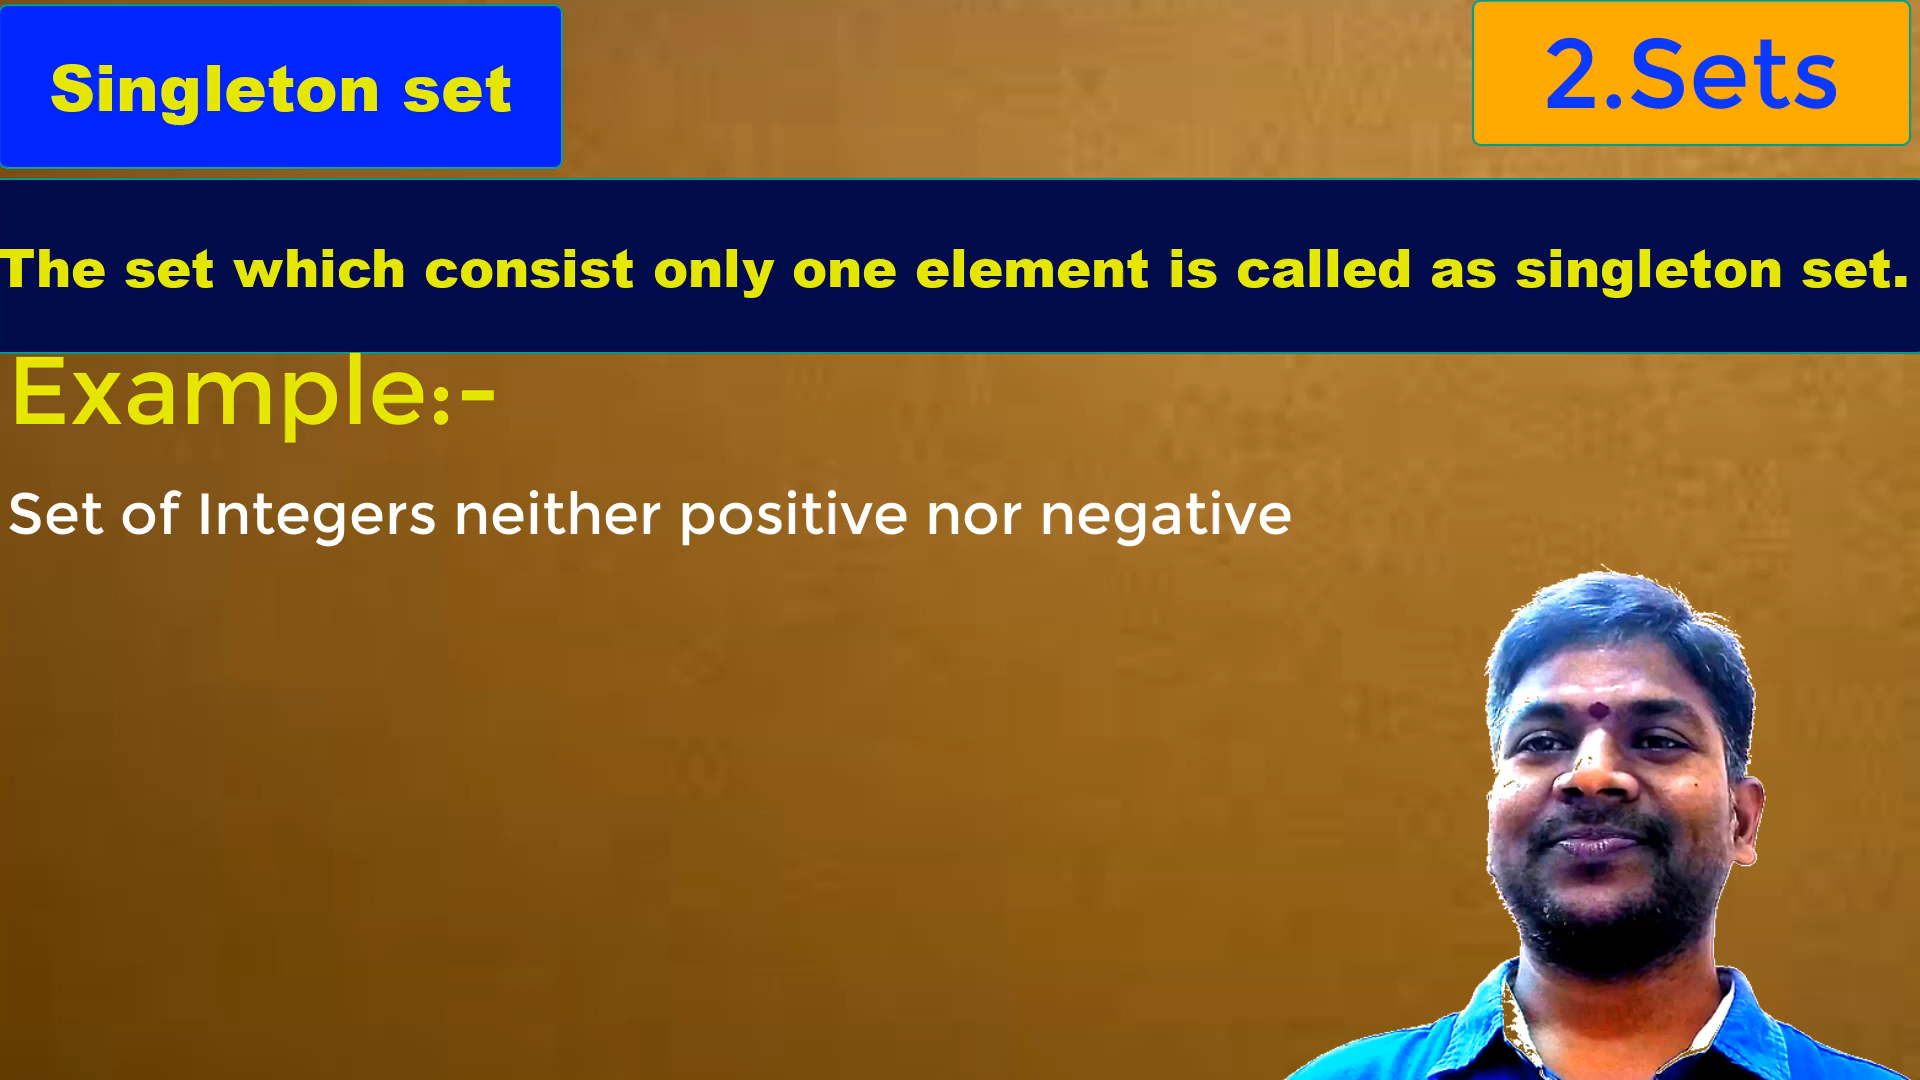 Singleton set
2.Sets
The set which consist only one element is called as singleton set.
Example:-
Set of Integers neither positive nor negative